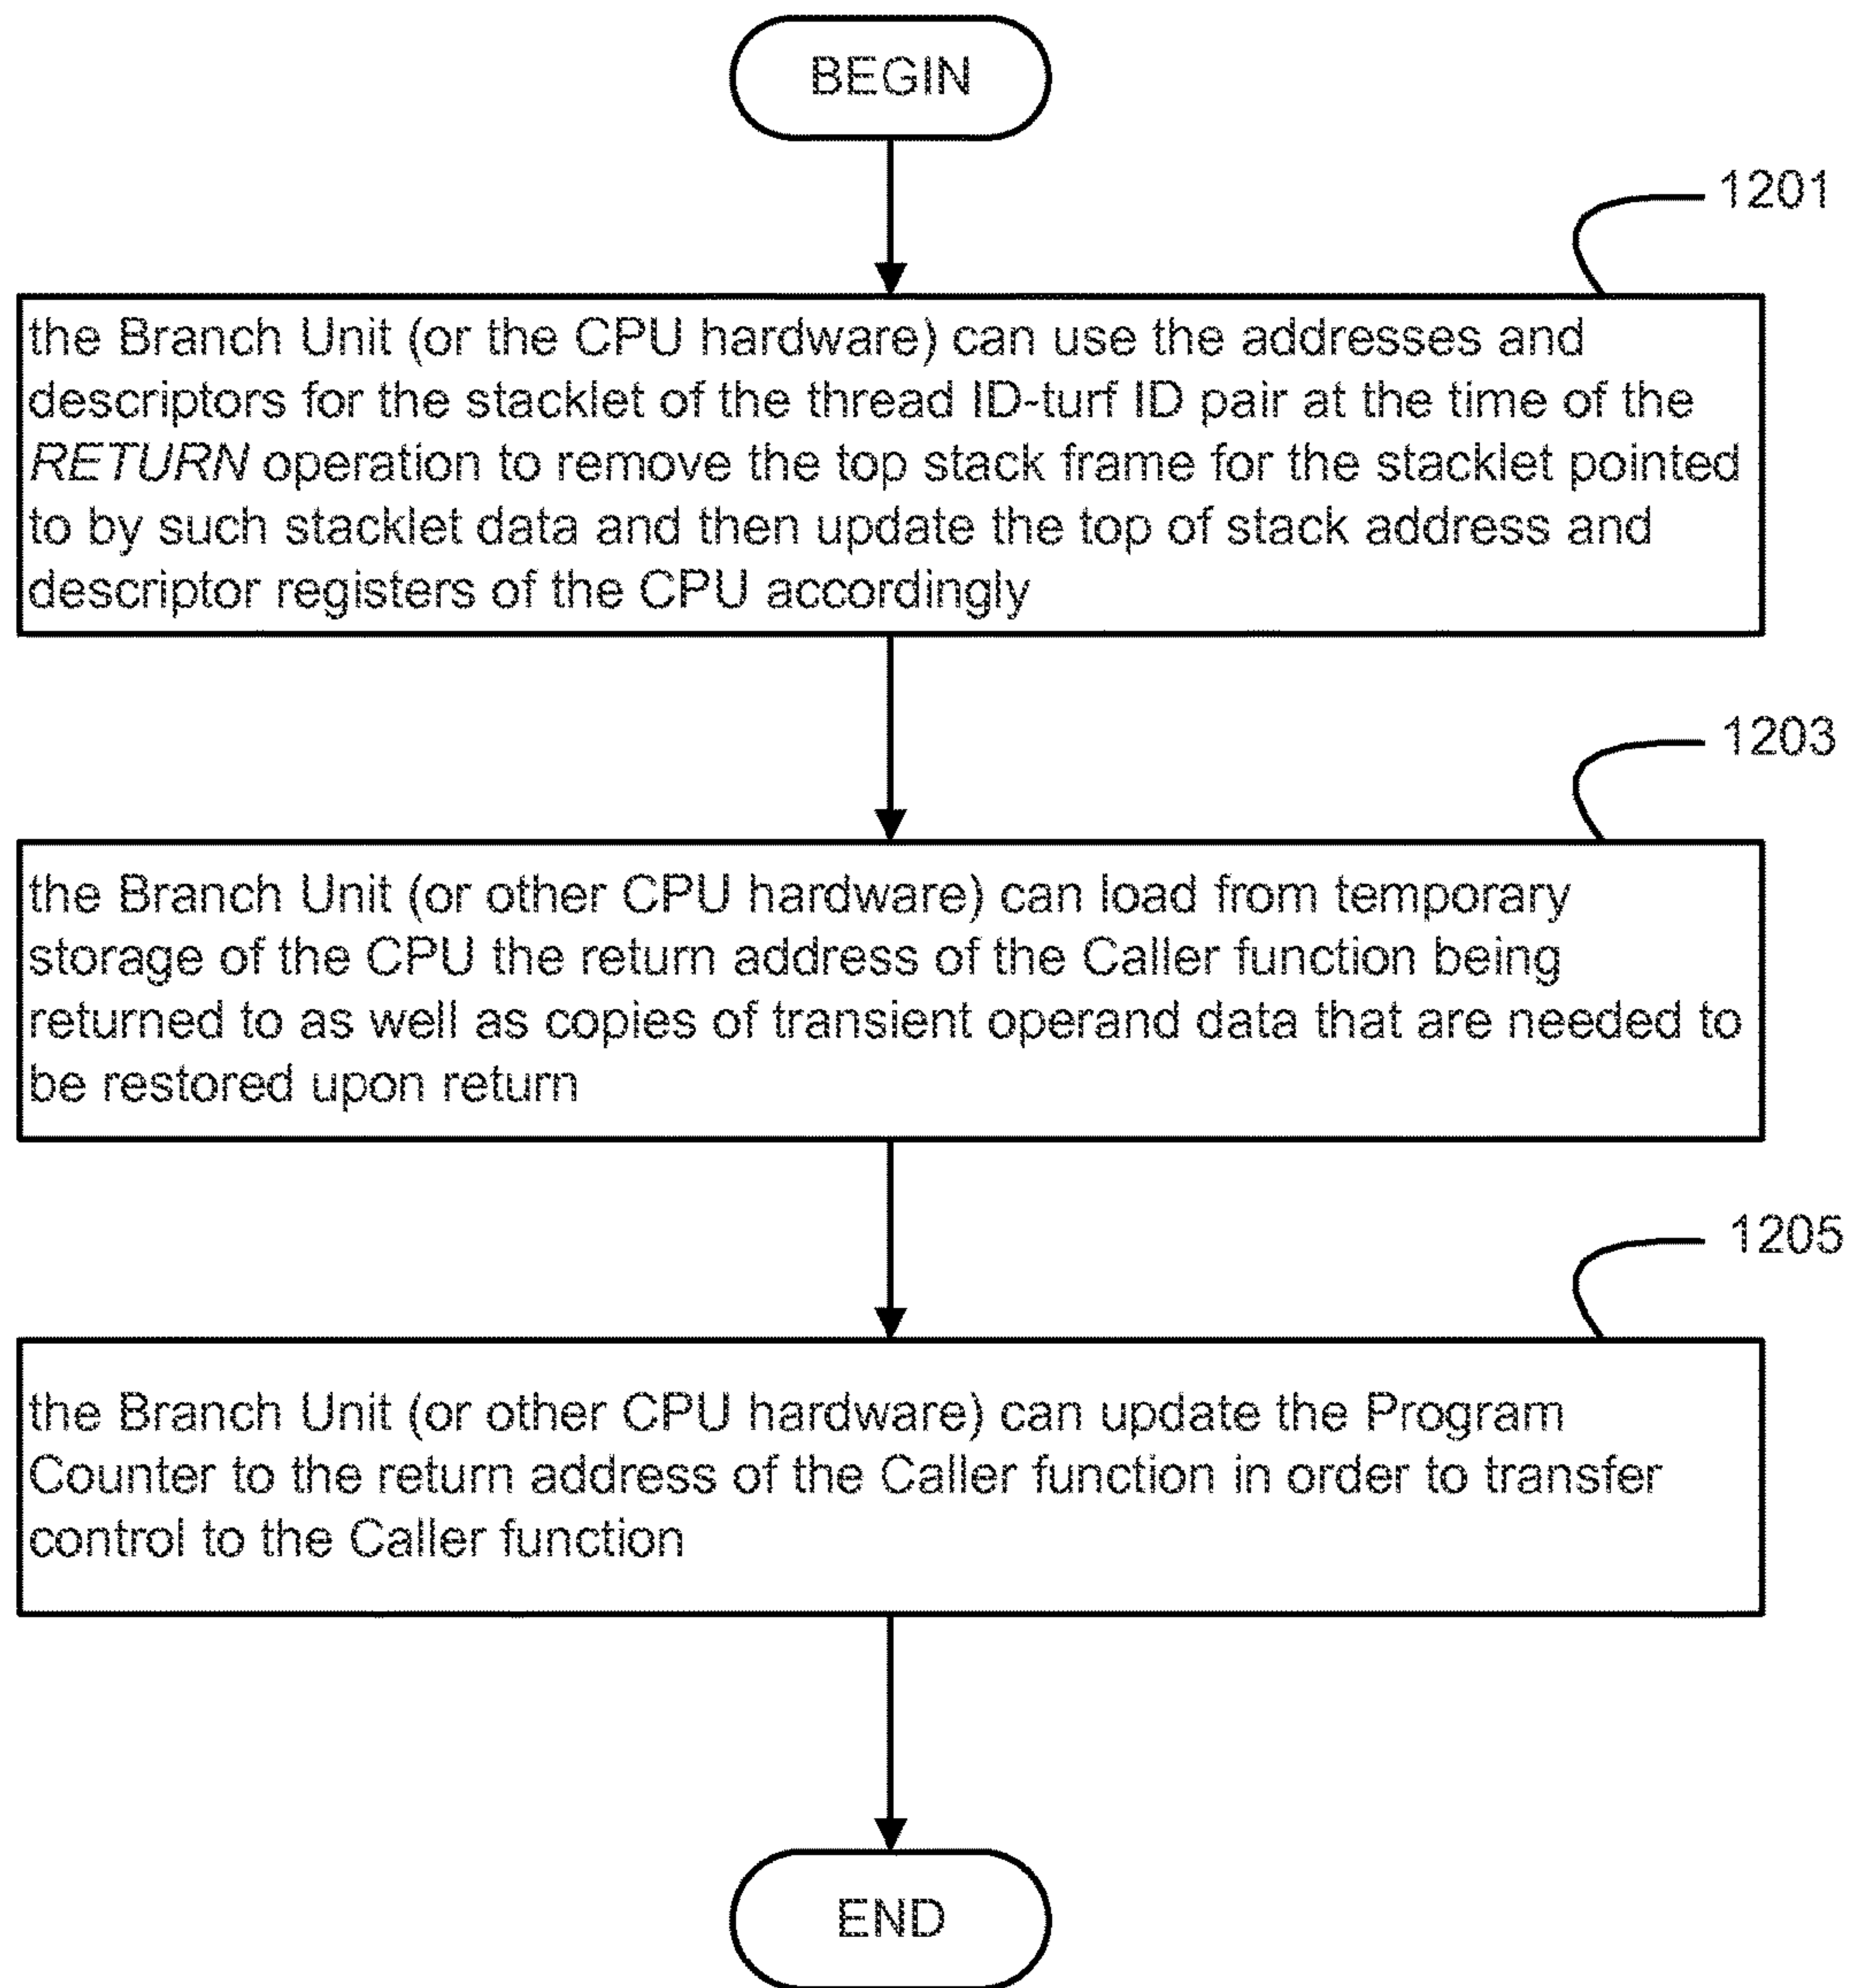 BEGIN
1201
the Branch Unit (or the CPU hardware) can use the addresses and
descriptors for the stacklet of the thread ID-turf ID pair at the time of the
RETURN operation to remove the top stack frame for the stacklet pointed
to by such stacklet data and then update the top of stack address and
descriptor registers of the CPU accordingly
1203
the Branch Unit (or other CPU hardware) can load from temporary
storage of the CPU the return address of the Caller function being
returned to as well as copies of transient operand data that are needed to
be restored upon return
1205
the Branch Unit (or other CPU hardware) can update the Program
Counter to the return address of the Caller function in order to transfer
control to the Caller function
END